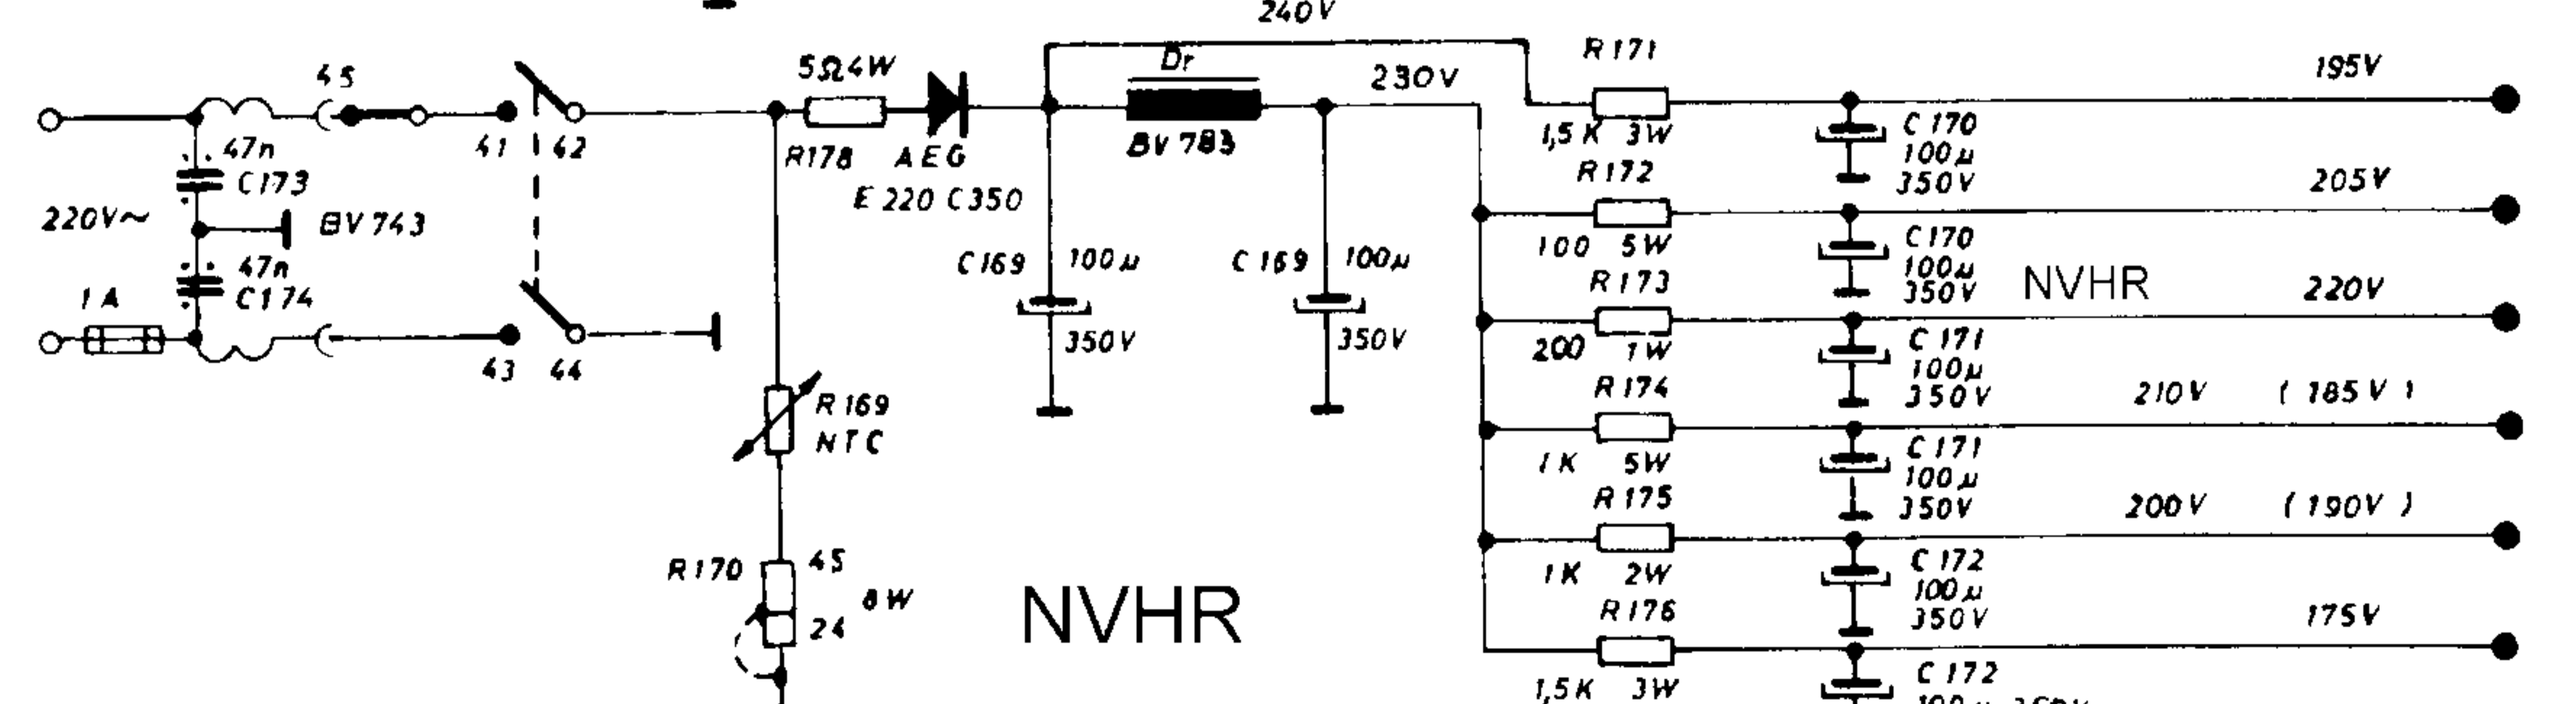 240V
45
5Ω4W
Dr
230V
R171
195V
41
42
R178
AEG
E 220 C350
BV 783
1,5K 3W
C170
100µ
350V
47n
C173
220V~
BV 743
47n
C174
1A
43
44
R172
205V
100 5W
C170
100µ
350V
NVHR
C169
100µ
350V
C169
100µ
350V
R173
220V
200 1W
C171
100µ
350V
R169
NTC
R174
210V (185V)
1K 5W
C171
100µ
350V
R175
200V (190V)
1K 2W
C172
100µ
350V
R170
45
24
8W
NVHR
R176
175V
1,5K 3W
C172